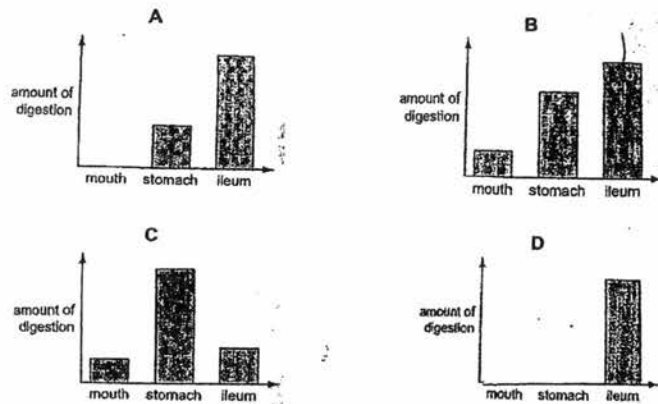 A
amount of
digestion
mouth stomach ileum
B
amount of
digestion
mouth stomach ileum
C
amount of
digestion
mouth stomach ileum
D
amount of
digestion
mouth stomach ileum